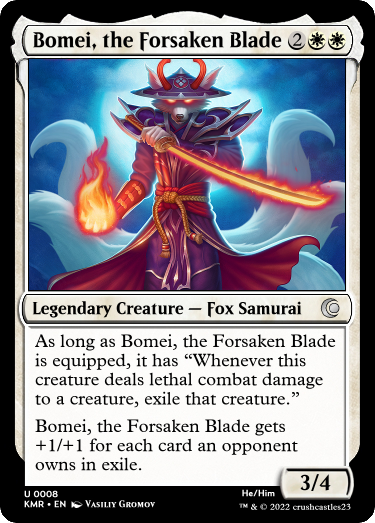 Bomei, the Forsaken Blade 2
Legendary Creature — Fox Samurai
As long as Bomei, the Forsaken Blade
is equipped, it has “Whenever this
creature deals lethal combat damage
to a creature, exile that creature.”
Bomei, the Forsaken Blade gets
+1/+1 for each card an opponent
owns in exile.
3/4
U 0008 He/Him
KMR • EN Vasiliy Gromov ™ & © 2022 crushcastles23